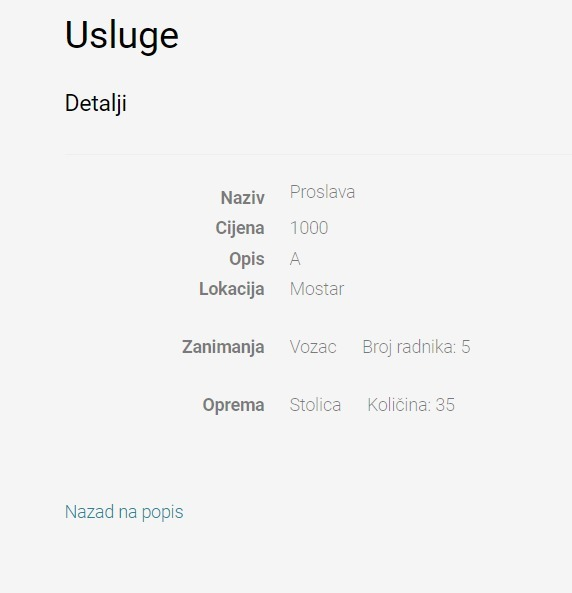 Usluge
Detalji
Naziv Proslava
Cijena 1000
Opis A
Lokacija Mostar
Zanimanja Vozac Broj radnika: 5
Oprema Stolica Količina: 35
Nazad na popis